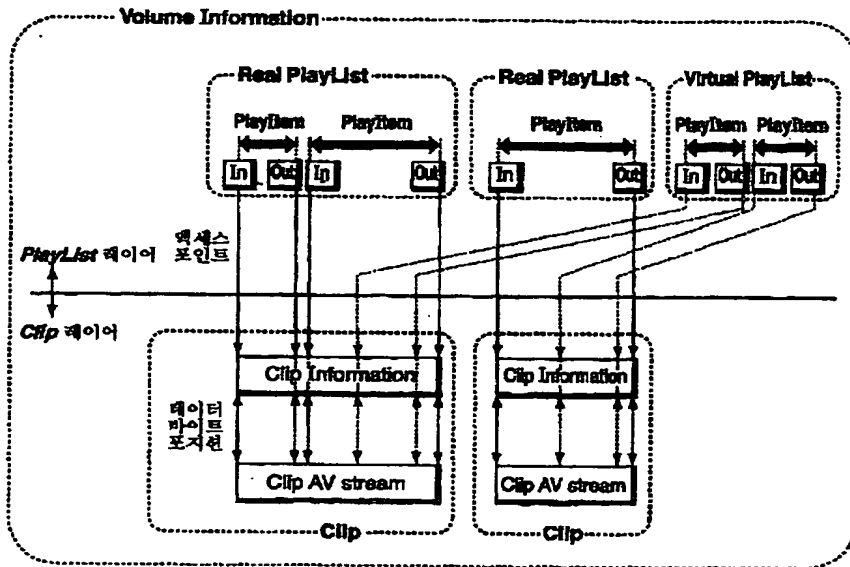 Volume Information
Real PlayList
Real PlayList
Virtual PlayList
PlayItem
PlayItem
PlayItem
PlayItem
PlayItem
In
Out
In
Out
In
Out
In
Out
In
Out
액세스
포인트
PlayList 레이어
Clip 레이어
Clip Information
Clip Information
데이터
바이트
포지션
Clip AV stream
Clip AV stream
Clip
Clip